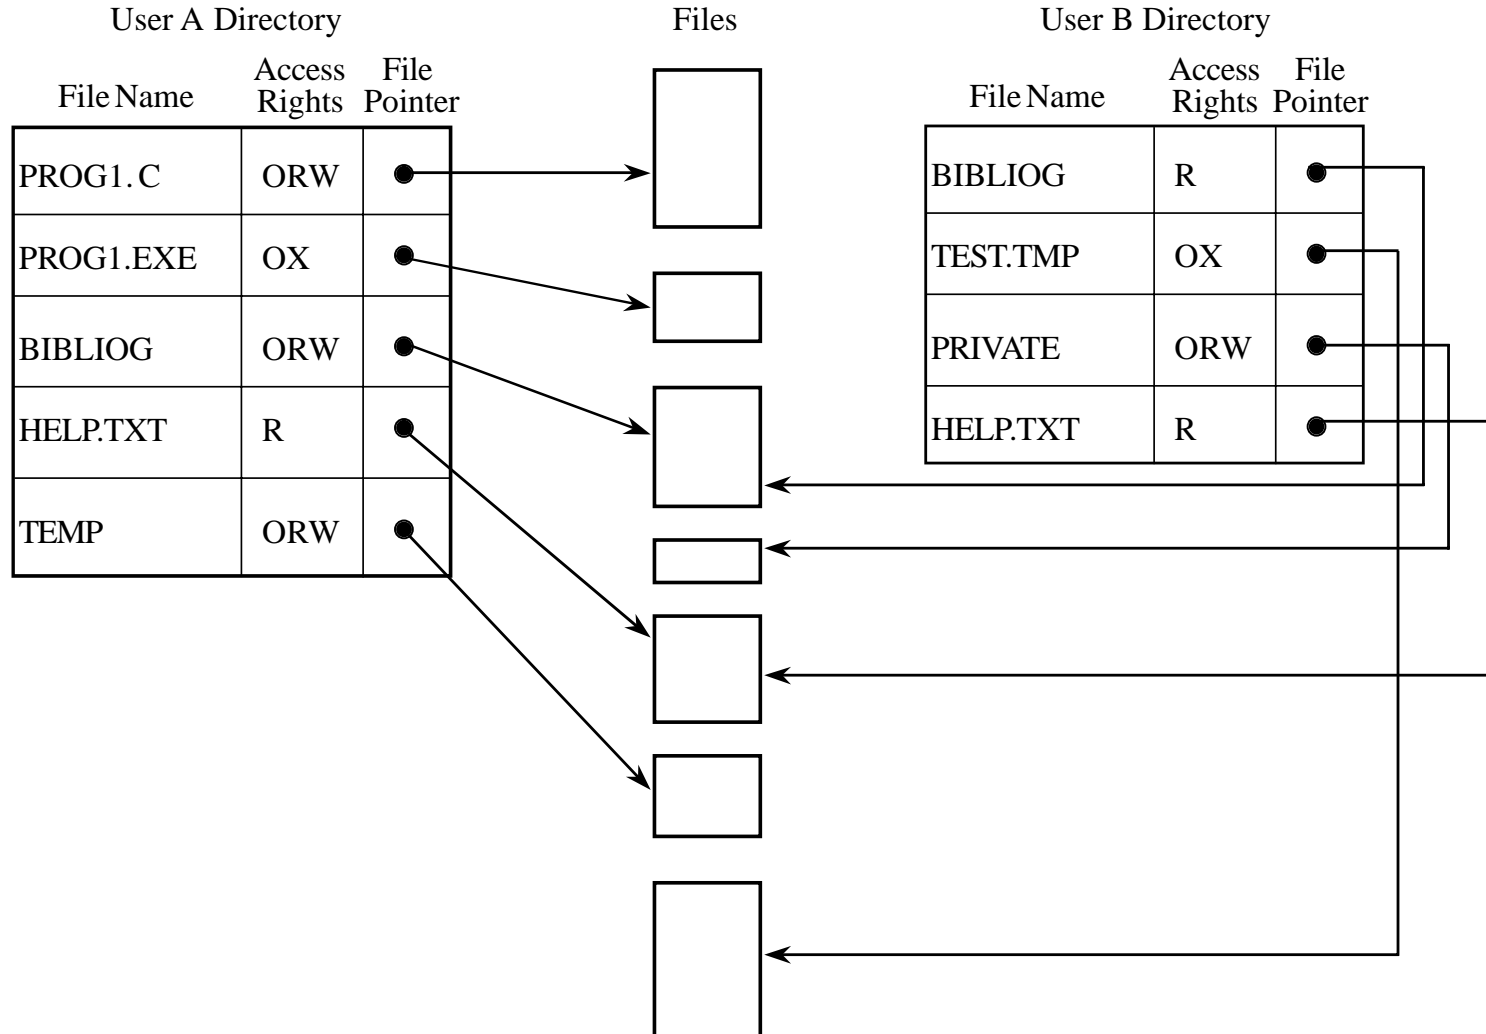 User A Directory
Files
User B Directory
File Name
Access Rights
File Pointer
PROG1. C ORW
PROG1.EXE OX
BIBLIOG ORW
HELP.TXT R
TEMP ORW
File Name
Access Rights
File Pointer
BIBLIOG R
TEST.TMP OX
PRIVATE ORW
HELP.TXT R